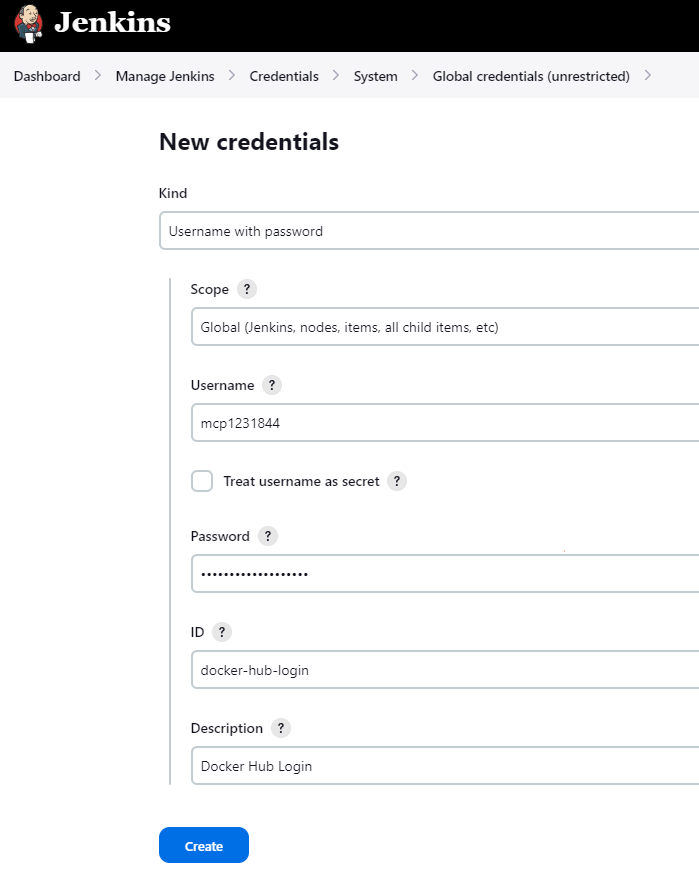 Jenkins
Dashboard > Manage Jenkins > Credentials > System > Global credentials (unrestricted) >
New credentials
Kind
Username with password
Scope ?
Global (Jenkins, nodes, items, all child items, etc)
Username ?
mcp1231844
Treat username as secret ?
Password ?
•••••••••••••••••••
ID ?
docker-hub-login
Description ?
Docker Hub Login
Create